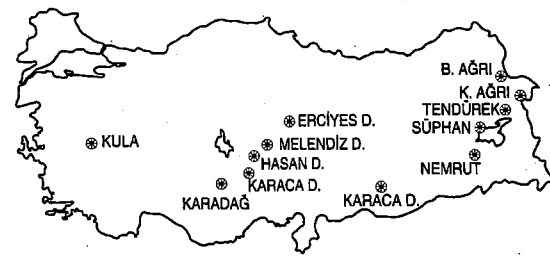 B. AĞRI
K. AĞRI
TENDÜREK
ERCİYES D.
SÜPHAN
KULA
MELENDİZ D.
HASAN D.
NEMRUT
KARACA D.
KARADAĞ
KARACA D.